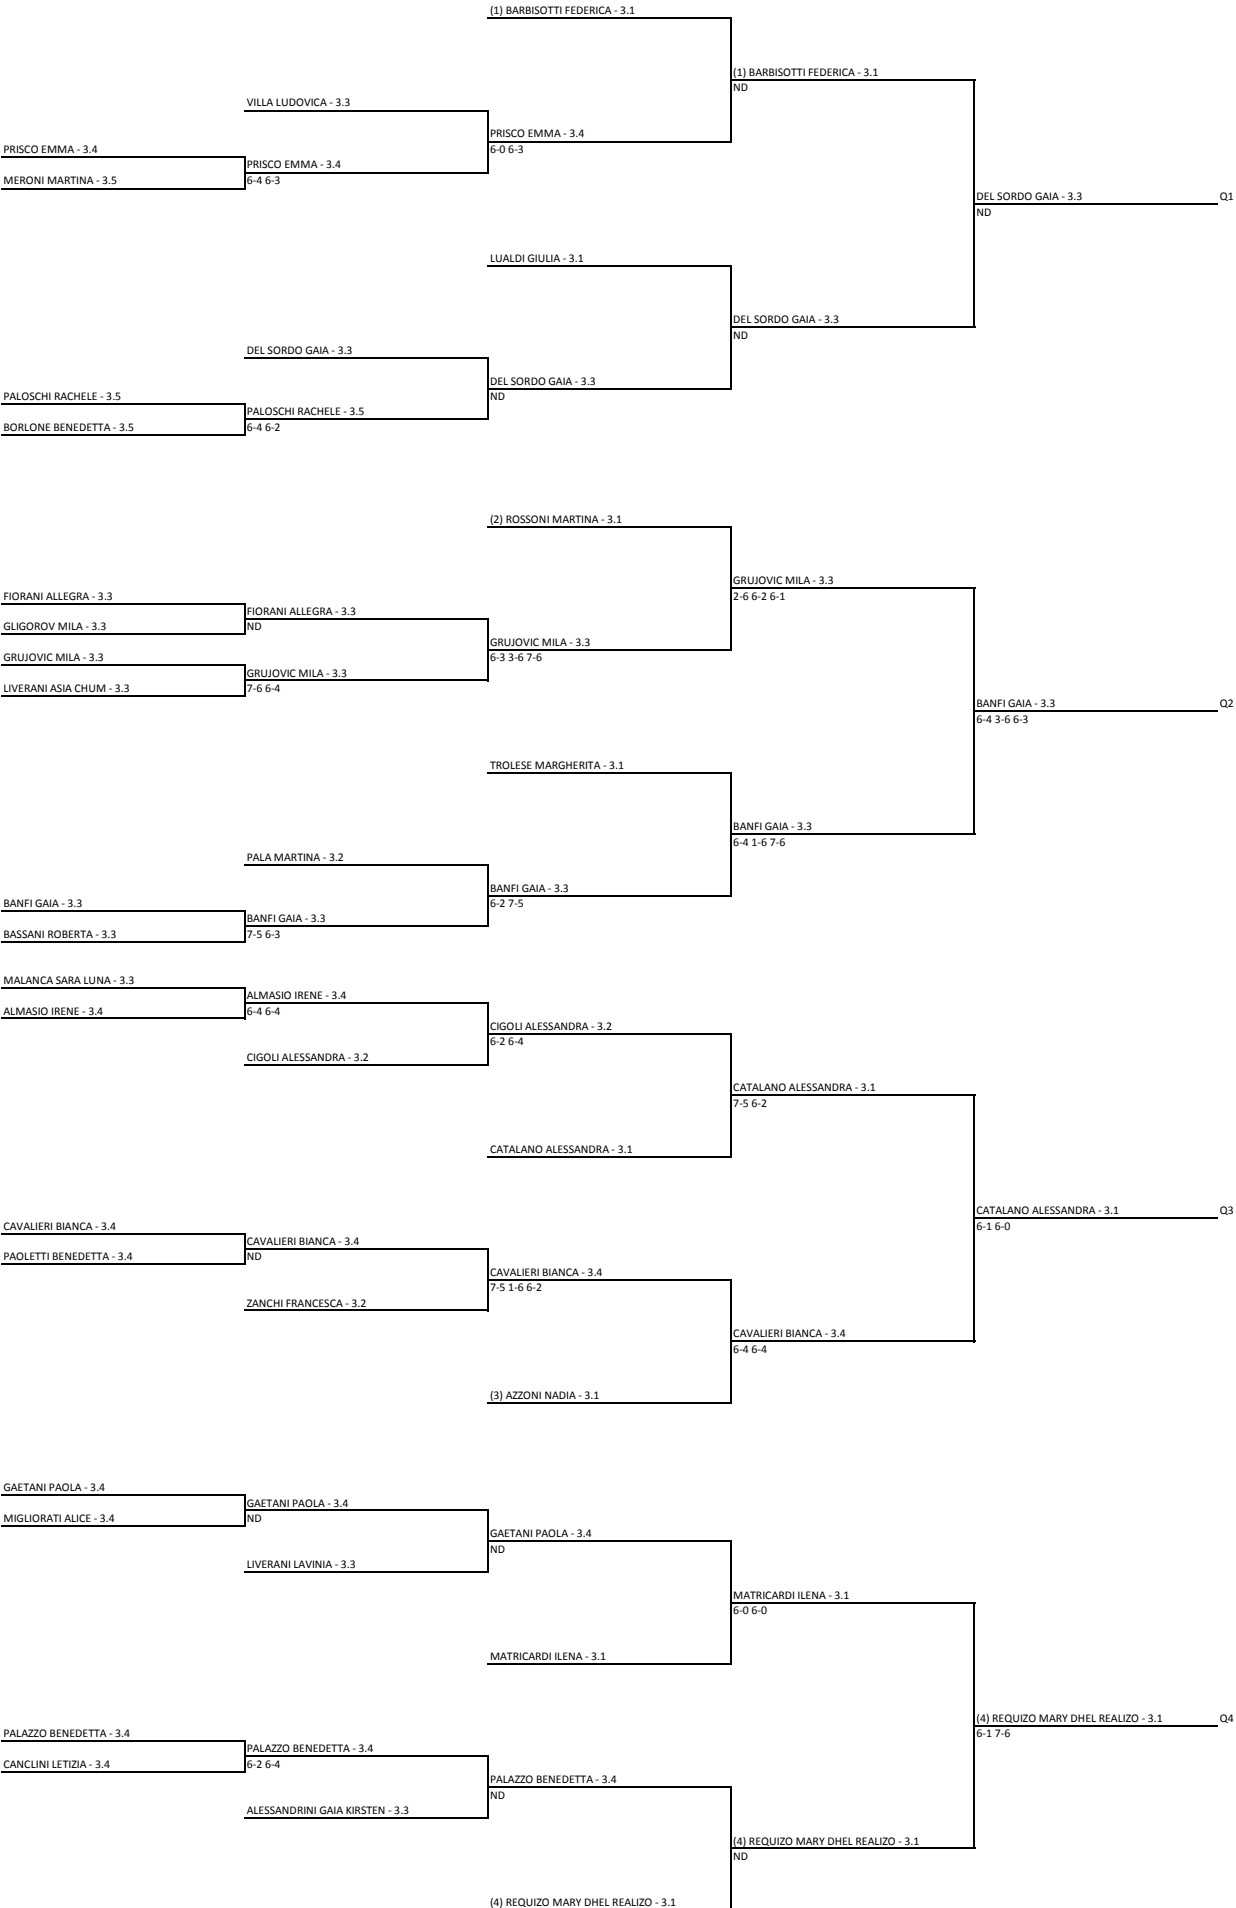 (1) BARBISOTTI FEDERICA - 3.1
(1) BARBISOTTI FEDERICA - 3.1
ND
VILLA LUDOVICA - 3.3
PRISCO EMMA - 3.4
6-0 6-3
PRISCO EMMA - 3.4
PRISCO EMMA - 3.4
6-4 6-3
MERONI MARTINA - 3.5
DEL SORDO GAIA - 3.3
Q1
ND
LUALDI GIULIA - 3.1
DEL SORDO GAIA - 3.3
ND
DEL SORDO GAIA - 3.3
DEL SORDO GAIA - 3.3
ND
PALOSCHI RACHELE - 3.5
PALOSCHI RACHELE - 3.5
6-4 6-2
BORLONE BENEDETTA - 3.5
(2) ROSSONI MARTINA - 3.1
GRUJOVIC MILA - 3.3
2-6 6-2 6-1
FIORANI ALLEGRA - 3.3
FIORANI ALLEGRA - 3.3
ND
GLIGOROV MILA - 3.3
GRUJOVIC MILA - 3.3
6-3 3-6 7-6
GRUJOVIC MILA - 3.3
GRUJOVIC MILA - 3.3
7-6 6-4
LIVERANI ASIA CHUM - 3.3
BANFI GAIA - 3.3
Q2
6-4 3-6 6-3
TROLESE MARGHERITA - 3.1
BANFI GAIA - 3.3
6-4 1-6 7-6
PALA MARTINA - 3.2
BANFI GAIA - 3.3
6-2 7-5
BANFI GAIA - 3.3
BANFI GAIA - 3.3
7-5 6-3
BASSANI ROBERTA - 3.3
MALANCA SARA LUNA - 3.3
ALMASIO IRENE - 3.4
6-4 6-4
ALMASIO IRENE - 3.4
CIGOLI ALESSANDRA - 3.2
6-2 6-4
CIGOLI ALESSANDRA - 3.2
CATALANO ALESSANDRA - 3.1
7-5 6-2
CATALANO ALESSANDRA - 3.1
CATALANO ALESSANDRA - 3.1
Q3
6-1 6-0
CAVALIERI BIANCA - 3.4
CAVALIERI BIANCA - 3.4
ND
PAOLETTI BENEDETTA - 3.4
CAVALIERI BIANCA - 3.4
7-5 1-6 6-2
ZANCHI FRANCESCA - 3.2
CAVALIERI BIANCA - 3.4
6-4 6-4
(3) AZZONI NADIA - 3.1
GAETANI PAOLA - 3.4
GAETANI PAOLA - 3.4
ND
MIGLIORATI ALICE - 3.4
GAETANI PAOLA - 3.4
ND
LIVERANI LAVINIA - 3.3
MATRICARDI ILENA - 3.1
6-0 6-0
MATRICARDI ILENA - 3.1
(4) REQUIZO MARY DHEL REALIZO - 3.1
Q4
6-1 7-6
PALAZZO BENEDETTA - 3.4
PALAZZO BENEDETTA - 3.4
6-2 6-4
CANCLINI LETIZIA - 3.4
PALAZZO BENEDETTA - 3.4
ND
ALESSANDRINI GAIA KIRSTEN - 3.3
(4) REQUIZO MARY DHEL REALIZO - 3.1
ND
(4) REQUIZO MARY DHEL REALIZO - 3.1